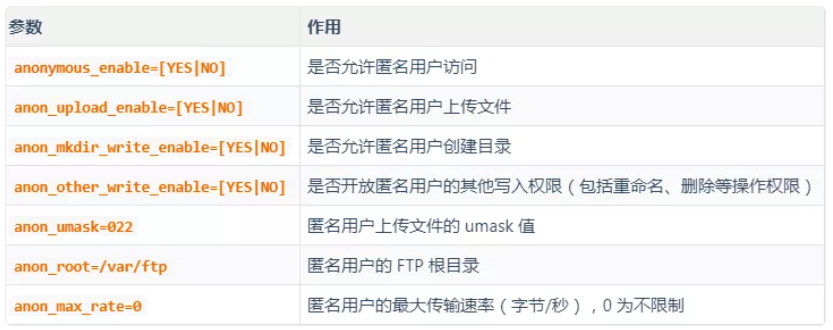 参数 作用
anonymous_enable=[YES|NO] 是否允许匿名用户访问
anon_upload_enable=[YES|NO] 是否允许匿名用户上传文件
anon_mkdir_write_enable=[YES|NO] 是否允许匿名用户创建目录
anon_other_write_enable=[YES|NO] 是否开放匿名用户的其他写入权限（包括重命名、删除等操作权限）
anon_umask=022 匿名用户上传文件的 umask 值
anon_root=/var/ftp 匿名用户的 FTP 根目录
anon_max_rate=0 匿名用户的最大传输速率（字节/秒），0 为不限制